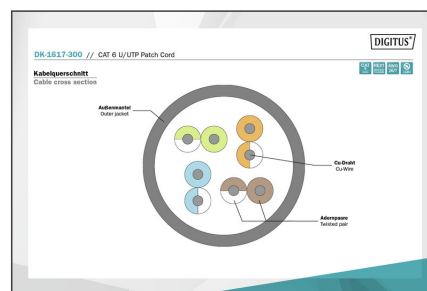 DIGITUS®
DK-1617-300 // CAT 6 U/UTP Patch Cord
Kabelquerschnitt
Cable cross section
Außenmantel
Outer jacket
Cu-Draht
Cu-Wire
Aderepaare
Twisted pair